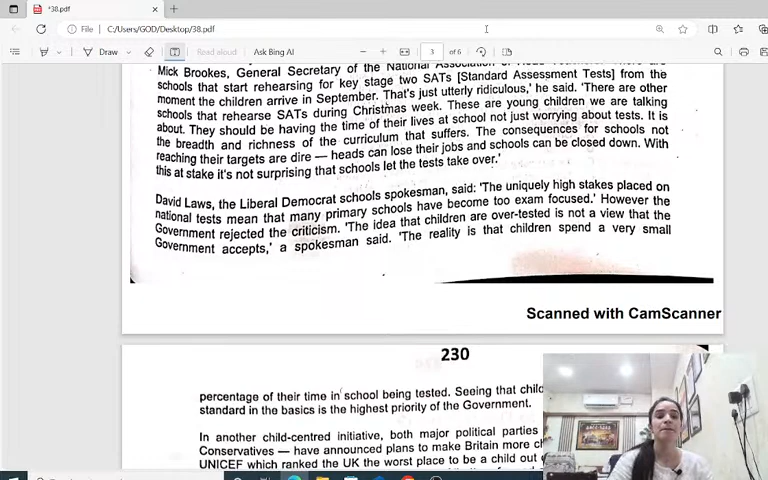 *38.pdf
File C:/Users/GOD/Desktop/38.pdf
Draw Read aloud Ask Bing AI 3 of 6
Mick Brookes, General Secretary of the National Association
schools that start rehearsing for key stage two SATs [Standard Assessment Tests] from the
moment the children arrive in September. That's just utterly ridiculous,' he said. 'There are other
schools that rehearse SATs during Christmas week. These are young children we are talking
about. They should be having the time of their lives at school not just worrying about tests. It is
the breadth and richness of the curriculum that suffers. The consequences for schools not
reaching their targets are dire — heads can lose their jobs and schools can be closed down. With
this at stake it's not surprising that schools let the tests take over.'
David Laws, the Liberal Democrat schools spokesman, said: 'The uniquely high stakes placed on
national tests mean that many primary schools have become too exam focused.' However the
Government rejected the criticism. 'The idea that children are over-tested is not a view that the
Government accepts,' a spokesman said. 'The reality is that children spend a very small
Scanned with CamScanner
230
percentage of their time in school being tested. Seeing that
standard in the basics is the highest priority of the Government.
In another child-centred initiative, both major political parties
Conservatives — have announced plans to make Britain more
UNICEF which ranked the UK the worst place to be a child out